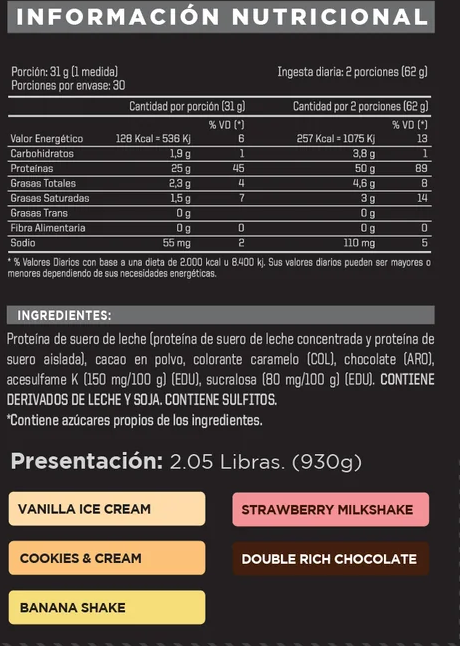 INFORMACIÓN NUTRICIONAL
Porción: 31 g (1 medida) Ingesta diaria: 2 porciones (62 g)
Porciones por envase: 30
Cantidad por porción (31 g) Cantidad por 2 porciones (62 g)
% VD (*) % VD (*)
Valor Energético 128 Kcal = 536 Kj 6 257 Kcal = 1075 Kj 13
Carbohidratos 1,9 g 1 3,8 g 1
Proteínas 25 g 45 50 g 89
Grasas Totales 2,3 g 4 4,6 g 8
Grasas Saturadas 1,5 g 7 3 g 14
Grasas Trans 0 g 0 g
Fibra Alimentaria 0 g 0 0 g 0
Sodio 55 mg 2 110 mg 5
* % Valores Diarios con base a una dieta de 2.000 kcal u 8.400 kj. Sus valores diarios pueden ser mayores o
menores dependiendo de sus necesidades energéticas.
INGREDIENTES:
Proteína de suero de leche (proteína de suero de leche concentrada y proteína de
suero aislada), cacao en polvo, colorante caramelo (COL), chocolate (ARO),
acesulfame K (150 mg/100 g) (EDU), sucralosa (80 mg/100 g) (EDU). CONTIENE
DERIVADOS DE LECHE Y SOJA. CONTIENE SULFITOS.
*Contiene azúcares propios de los ingredientes.
Presentación: 2.05 Libras. (930g)
VANILLA ICE CREAM STRAWBERRY MILKSHAKE
COOKIES & CREAM DOUBLE RICH CHOCOLATE
BANANA SHAKE